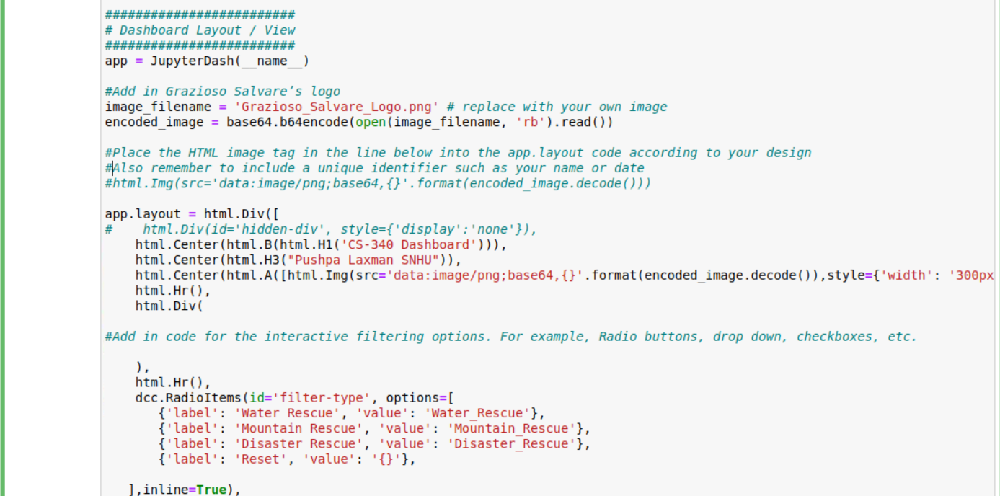 #########################
# Dashboard Layout / View
#########################
app = JupyterDash(__name__)
#Add in Grazioso Salvare’s logo
image_filename = 'Grazioso_Salvare_Logo.png' # replace with your own image
encoded_image = base64.b64encode(open(image_filename, 'rb').read())
#Place the HTML image tag in the line below into the app.layout code according to your design
#Also remember to include a unique identifier such as your name or date
#html.Img(src='data:image/png;base64,{}'.format(encoded_image.decode()))
app.layout = html.Div([
#    html.Div(id='hidden-div', style={'display':'none'}),
    html.Center(html.B(html.H1('CS-340 Dashboard'))),
    html.Center(html.H3("Pushpa Laxman SNHU")),
    html.Center(html.A([html.Img(src='data:image/png;base64,{}'.format(encoded_image.decode()),style={'width': '300px
    html.Hr(),
    html.Div(
#Add in code for the interactive filtering options. For example, Radio buttons, drop down, checkboxes, etc.
    ),
    html.Hr(),
    dcc.RadioItems(id='filter-type', options=[
       {'label': 'Water Rescue', 'value': 'Water_Rescue'},
       {'label': 'Mountain Rescue', 'value': 'Mountain_Rescue'},
       {'label': 'Disaster Rescue', 'value': 'Disaster_Rescue'},
       {'label': 'Reset', 'value': '{}'},
   ],inline=True),